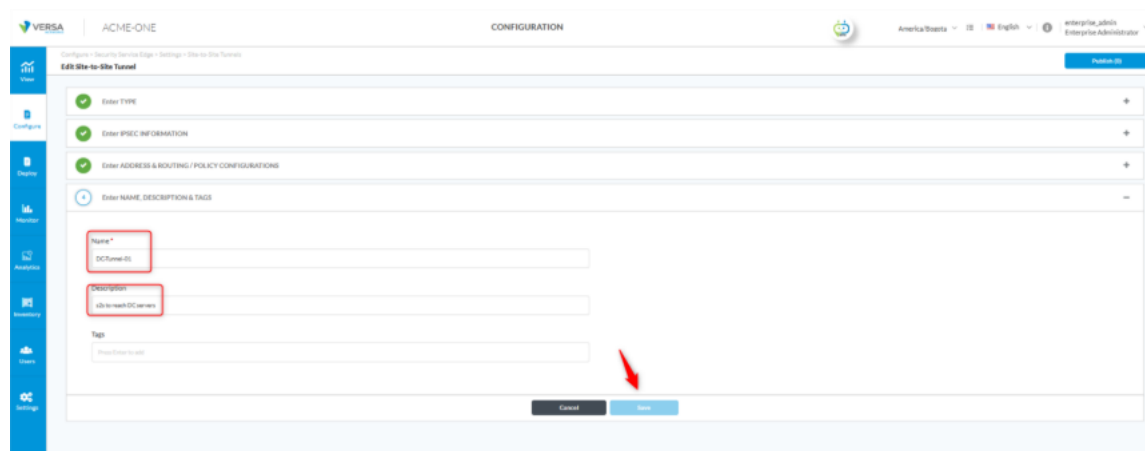 VERSA
ACME-ONE
CONFIGURATION
America/Boasta
English
enterprise_admin
Enterprise Administrator
Configure > Security Service Edge > Settings > Site-to-Site Tunnels
Edit Site-to-Site Tunnel
Publish (0)
View
Configure
Deploy
Monitor
Analytics
Inventory
Users
Settings
Enter TYPE
Enter IPSEC INFORMATION
Enter ADDRESS & ROUTING / POLICY CONFIGURATIONS
4 Enter NAME, DESCRIPTION & TAGS
Name *
DCTunnel-01
Description
s2s to reach DC servers
Tags
Press Enter to add
Cancel
Save